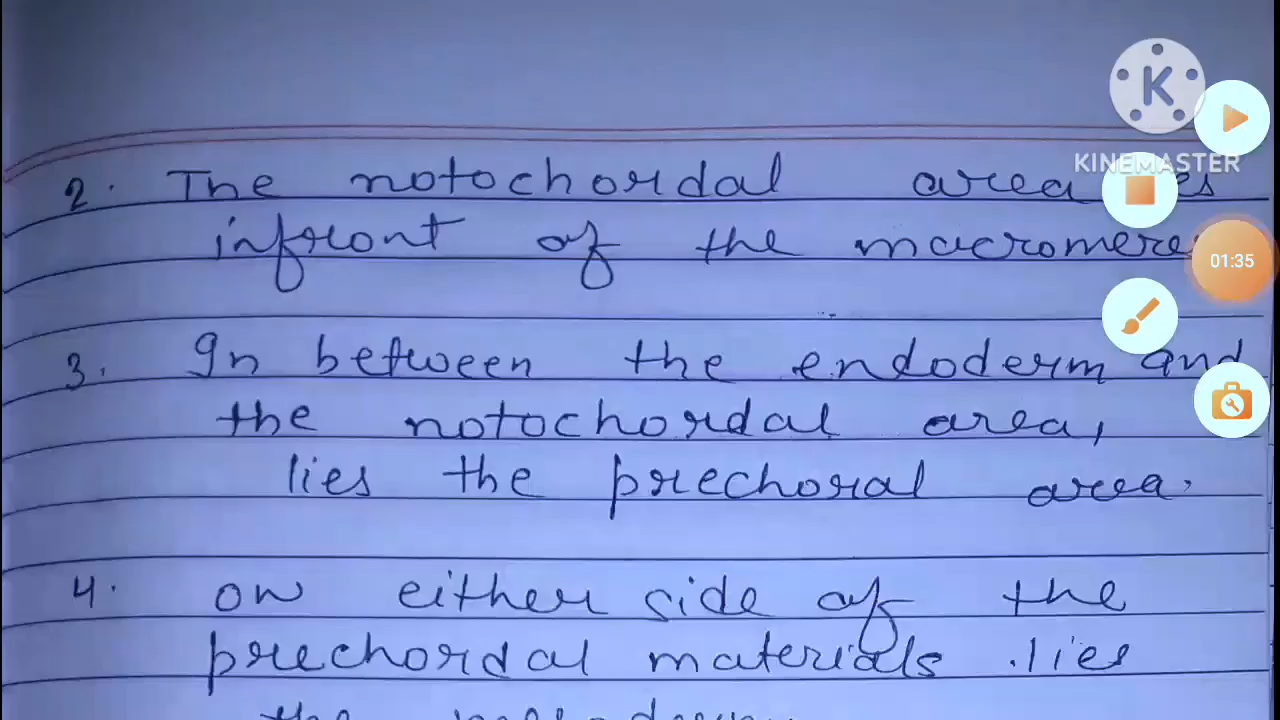 2. The notochordal area
infront of the macromere
3. In between the endoderm and
the notochordal area,
lies the prechoral area.
4. on either side of the
prechordal materials lies
the
KINEMASTER
01:35